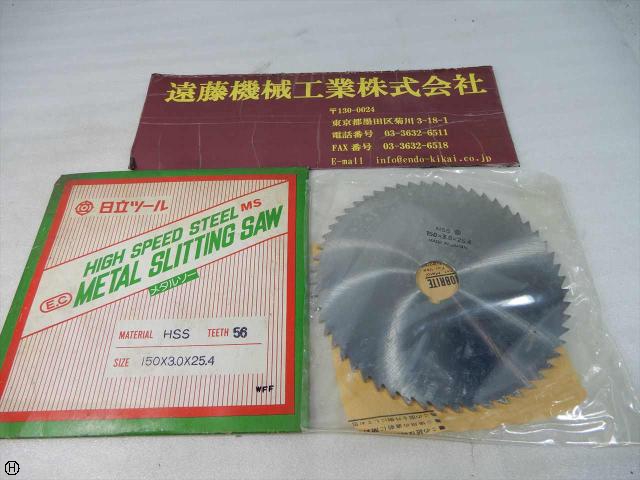 遠藤機械工業株式会社
〒130-0024
東京都墨田区菊川3-18-1
電話番号 03-3632-6511
FAX番号 03-3632-6518
E-mail info@endo-kikai.co.jp
日立ツール
HIGH SPEED STEEL MS
E.C METAL SLITTING SAW
メタルソー
MATERIAL HSS TEETH 56
SIZE 150X3.0X25.4
WFF
HSS
150×3.0×25.4
MADE IN JAPAN
OBRITE
H